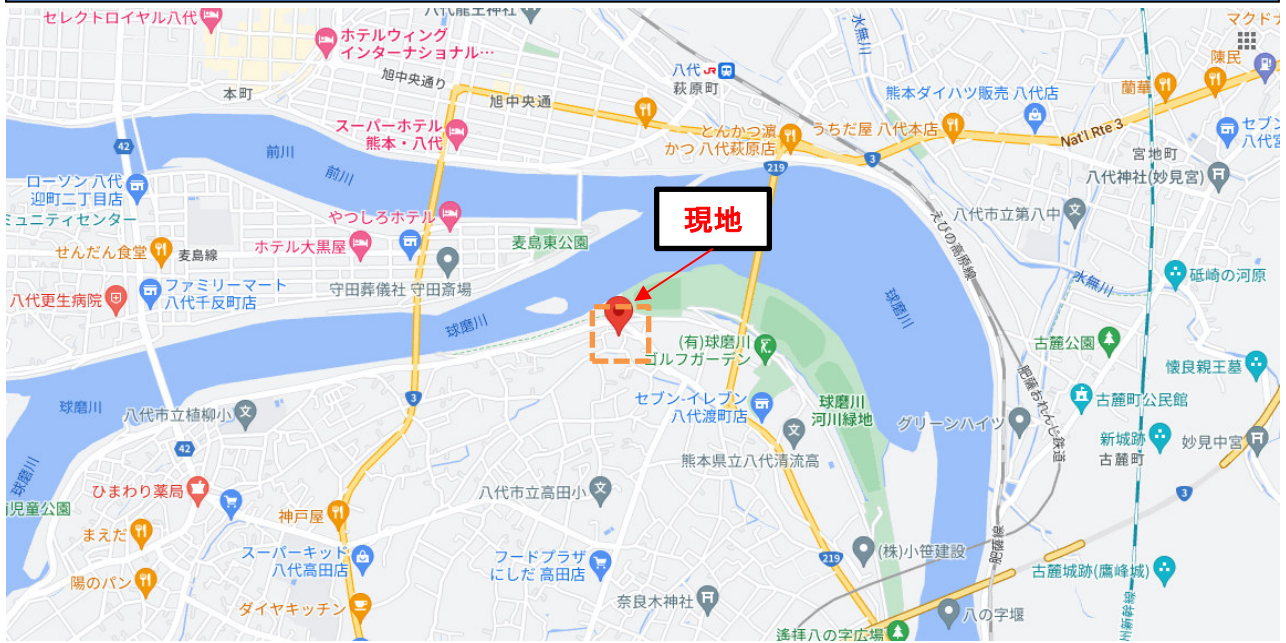 セレクトロイヤル八代
八代龍王神社
マクドナ
ホテルウィング
インターナショナル…
水無川
陳民
八代 JR
萩原町
旭中央通り
旭中央通
本町
蘭華
熊本ダイハツ販売 八代店
スーパーホテル
熊本・八代
とんかつ濵
かつ 八代萩原店
うちだ屋 八代本店
Nat'l Rte 3
セブン
八代宮
42
前川
前川
219
3
宮地町
八代神社(妙見宮)
ローソン 八代
迎町二丁目店
ミュニティセンター
現地
やつしろホテル
八代市立第八中
えびの高原線
せんだん食堂
麦島線
ホテル大黒屋
麦島東公園
水無川
砥崎の河原
ファミリーマート
八代千反町店
八代更生病院
守田葬儀社 守田斎場
球磨川
球磨川
(有)球磨川
ゴルフガーデン
古麓公園
懐良親王墓
肥薩おれんじ鉄道
セブン-イレブン
八代渡町店
球磨川
河川緑地
グリーンハイツ
古麓町公民館
球磨川
八代市立植柳小
3
新城跡
古麓町
妙見中宮
42
熊本県立八代清流高
球磨川
ひまわり薬局
八代市立高田小
3
児童公園
神戸屋
まえだ
スーパーキッド
八代高田店
フードプラザ
にしだ 高田店
219
(株)小笹建設
肥薩線
古麓城跡(鷹峰城)
陽のパン
ダイヤキッチン
奈良木神社
八の字堰
遙拝八の字広場
州新幹線